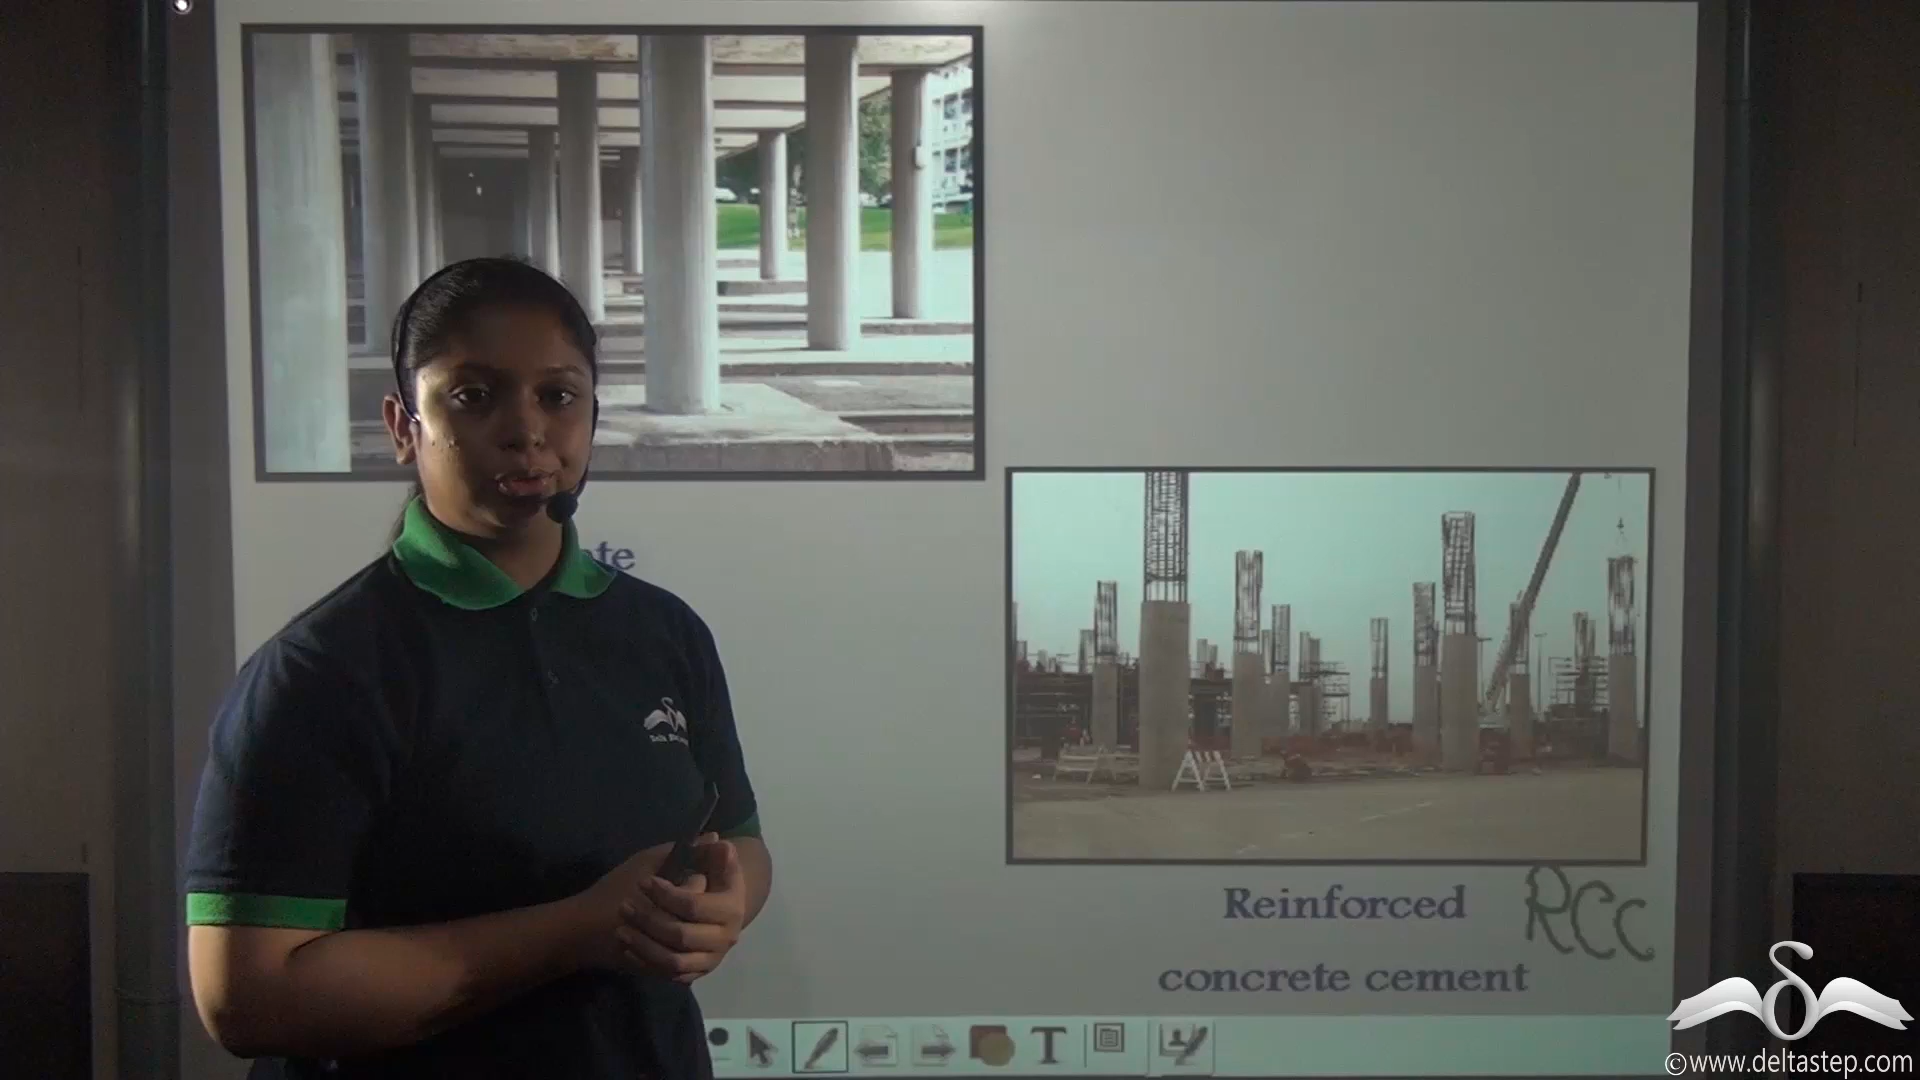 Reinforced
RCC
concrete cement
T
©www.deltastep.com